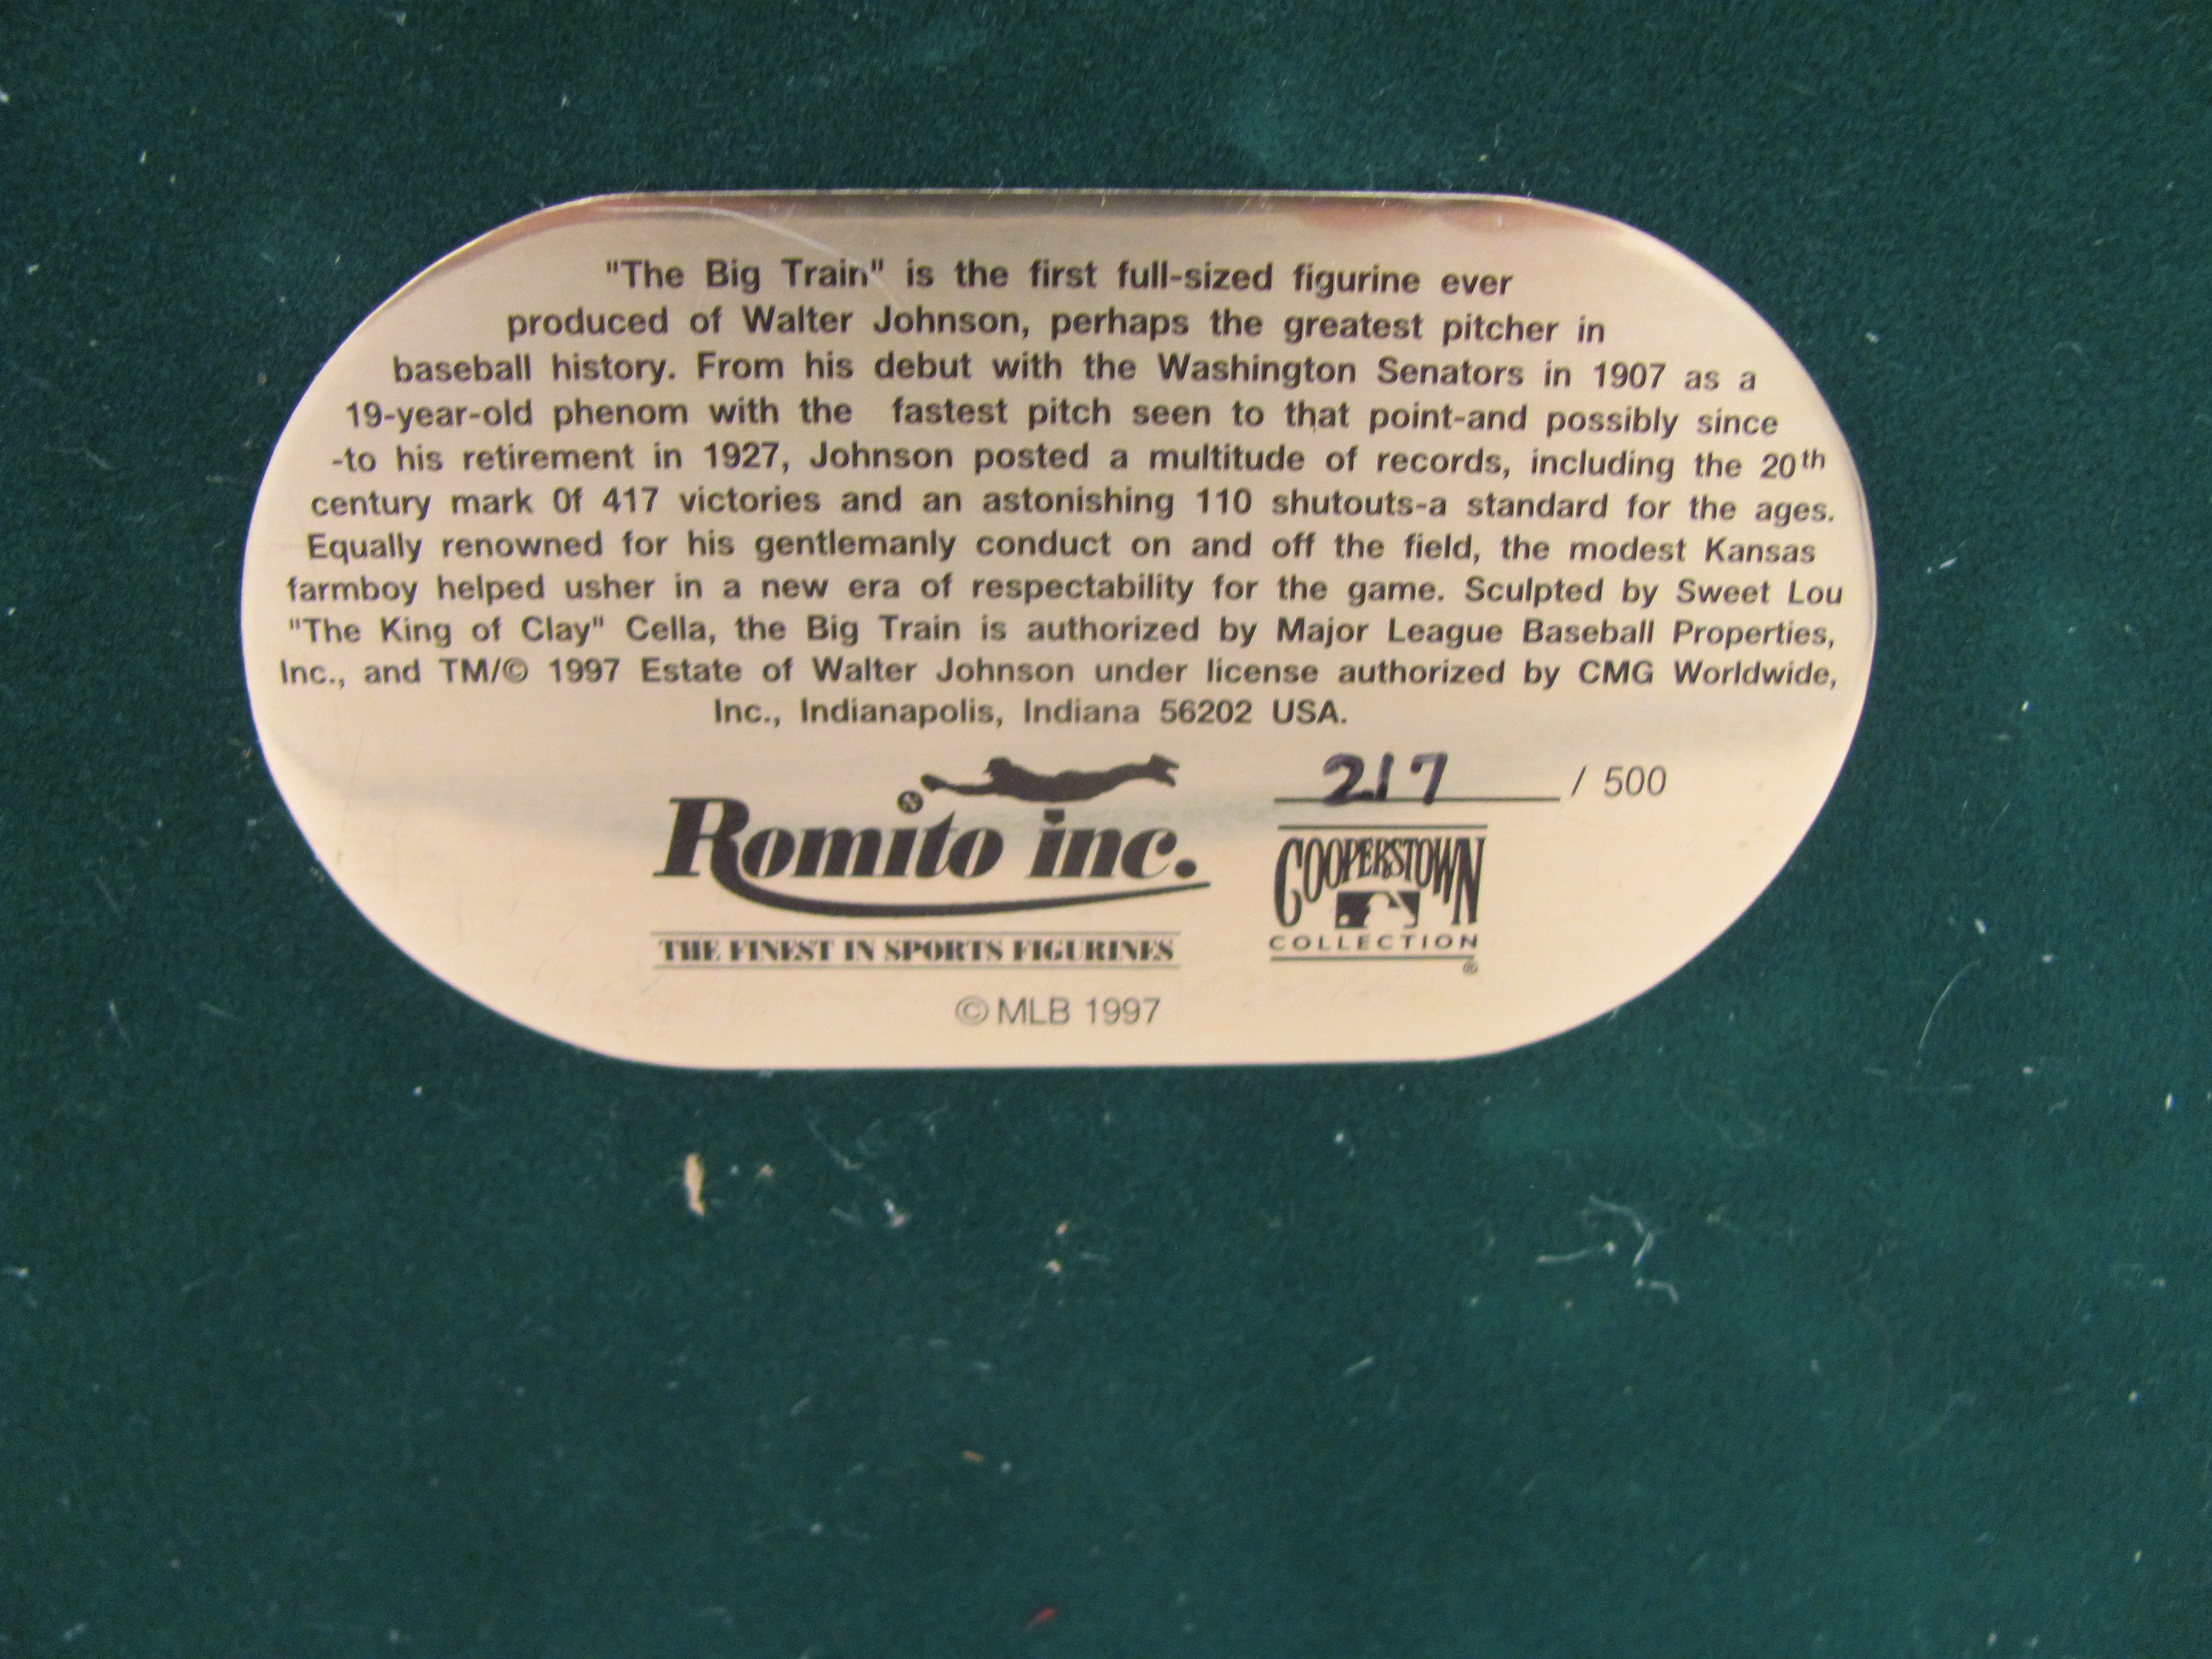 "The Big Train" is the first full-sized figurine ever
produced of Walter Johnson, perhaps the greatest pitcher in
baseball history. From his debut with the Washington Senators in 1907 as a
19-year-old phenom with the fastest pitch seen to that point-and possibly since
-to his retirement in 1927, Johnson posted a multitude of records, including the 20th
century mark 0f 417 victories and an astonishing 110 shutouts-a standard for the ages.
Equally renowned for his gentlemanly conduct on and off the field, the modest Kansas
farmboy helped usher in a new era of respectability for the game. Sculpted by Sweet Lou
"The King of Clay" Cella, the Big Train is authorized by Major League Baseball Properties,
Inc., and TM/© 1997 Estate of Walter Johnson under license authorized by CMG Worldwide,
Inc., Indianapolis, Indiana 56202 USA.
217 / 500
Romito inc.
THE FINEST IN SPORTS FIGURINES
COOPERSTOWN
COLLECTION
®
© MLB 1997